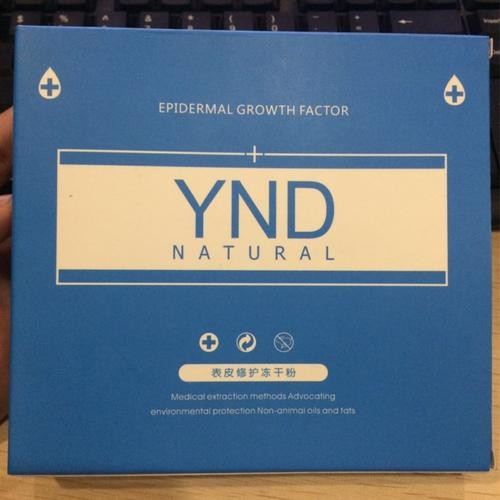 EPIDERMAL GROWTH FACTOR
YND
NATURAL
表皮修护冻干粉
Medical extraction methods Advocating
environmental protection Non-animal oils and fats